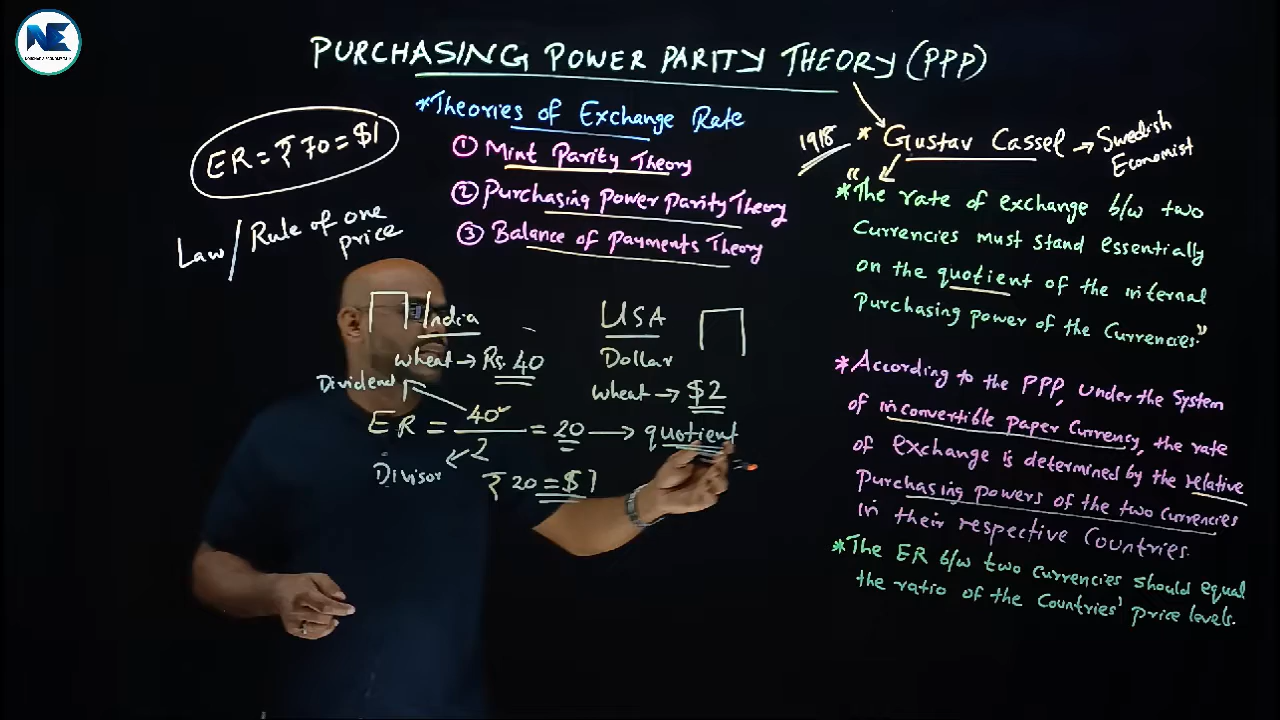 NE
PURCHASING POWER PARITY THEORY (PPP)
*Theories of Exchange Rate
① Mint Parity Theory
② Purchasing Power Parity Theory
③ Balance of Payments Theory
ER = ₹ 70 = $1
Law / Rule of one
price
India
wheat → Rs. 40
Dividend
ER = 40 / 2 = 20 → quotient
Divisor
₹ 20 = $1
USA
Dollar
wheat → $2
1918 * Gustav Cassel → Swedish
Economist
"
*The rate of exchange b/w two
Currencies must stand essentially
on the quotient of the internal
Purchasing power of the Currencies."
*According to the PPP, under the System
of inconvertible paper Currency, the rate
of exchange is determined by the relative
Purchasing powers of the two currencies
in their respective Countries.
*The ER b/w two currencies should equal
the ratio of the Countries' price levels.